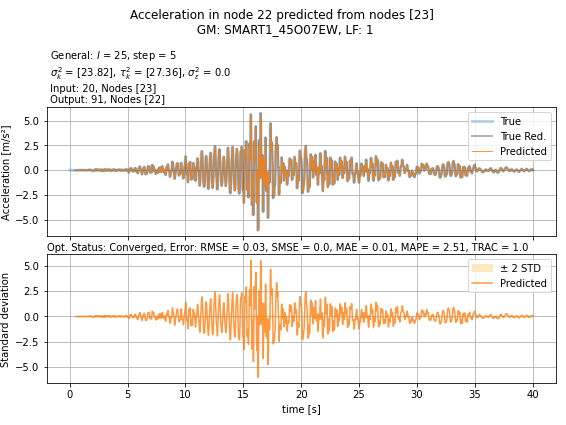 Acceleration in node 22 predicted from nodes [23]
GM: SMART1_45O07EW, LF: 1
General: l = 25, step = 5
σ²ₖ = [23.82], τ²ₖ = [27.36], σ²ε = 0.0
Input: 20, Nodes [23]
Output: 91, Nodes [22]
Acceleration [m/s²]
5.0
2.5
0.0
−2.5
−5.0
True
True Red.
Predicted
Opt. Status: Converged, Error: RMSE = 0.03, SMSE = 0.0, MAE = 0.01, MAPE = 2.51, TRAC = 1.0
Standard deviation
5.0
2.5
0.0
−2.5
−5.0
± 2 STD
Predicted
0 5 10 15 20 25 30 35 40
time [s]